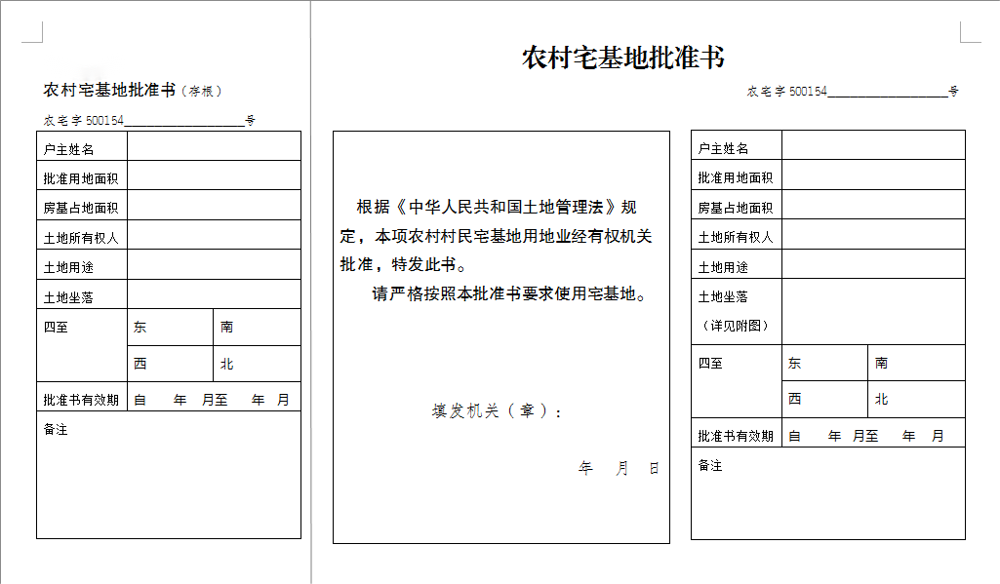 农村宅基地批准书（存根）
农宅字500154________________号
户主姓名
批准用地面积
房基占地面积
土地所有权人
土地用途
土地坐落
四至 东 南
西 北
批准书有效期 自 年 月至 年 月
备注
农村宅基地批准书
农宅字500154________________号
根据《中华人民共和国土地管理法》规
定，本项农村村民宅基地用地业经有权机关
批准，特发此书。
请严格按照本批准书要求使用宅基地。
填发机关（章）：
年 月 日
户主姓名
批准用地面积
房基占地面积
土地所有权人
土地用途
土地坐落
（详见附图）
四至 东 南
西 北
批准书有效期 自 年 月至 年 月
备注